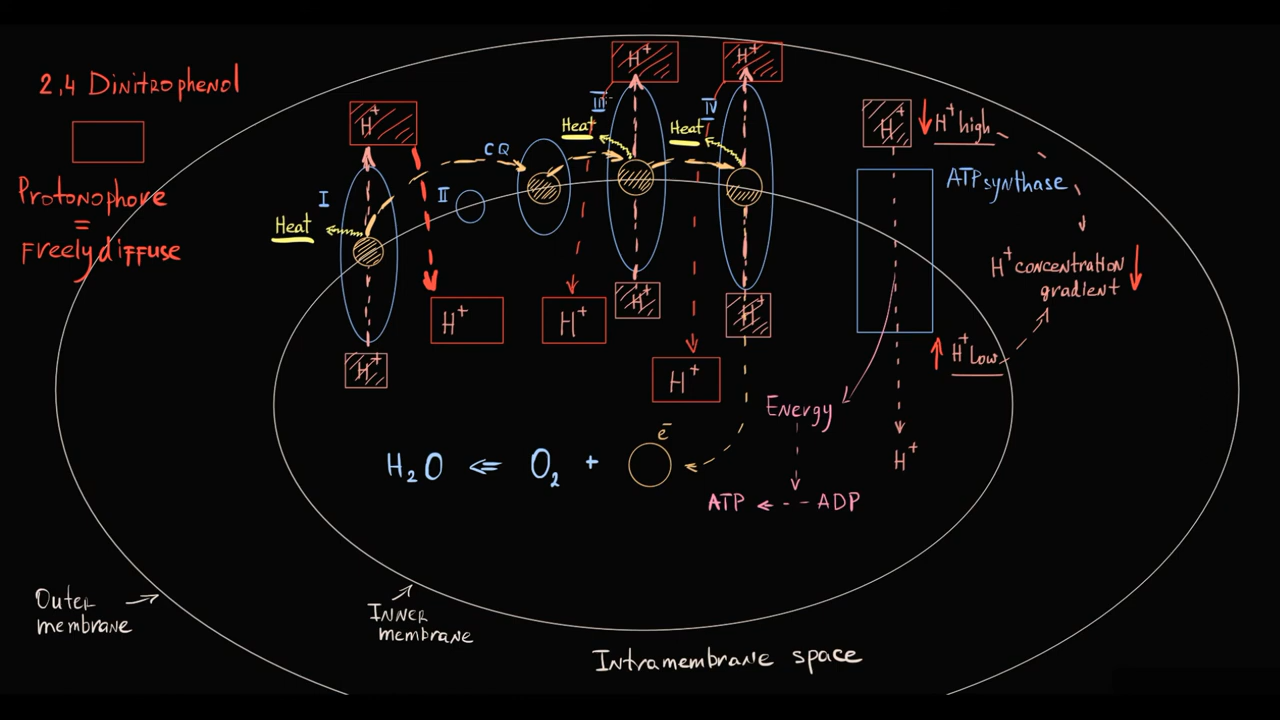 2,4 Dinitrophenol
Protonophore
=
Freely diffuse
H+
H+
H+
I
Heat
CQ
II
III
Heat
IV
Heat
H+
H+
H+
H+
H+
H+
H+ high
ATP synthase
H+ concentration
gradient
H+ Low
H+
Energy
ATP ADP
H2O ⇐ O2 + e-
Outer
membrane
Inner
membrane
Intramembrane space
H+